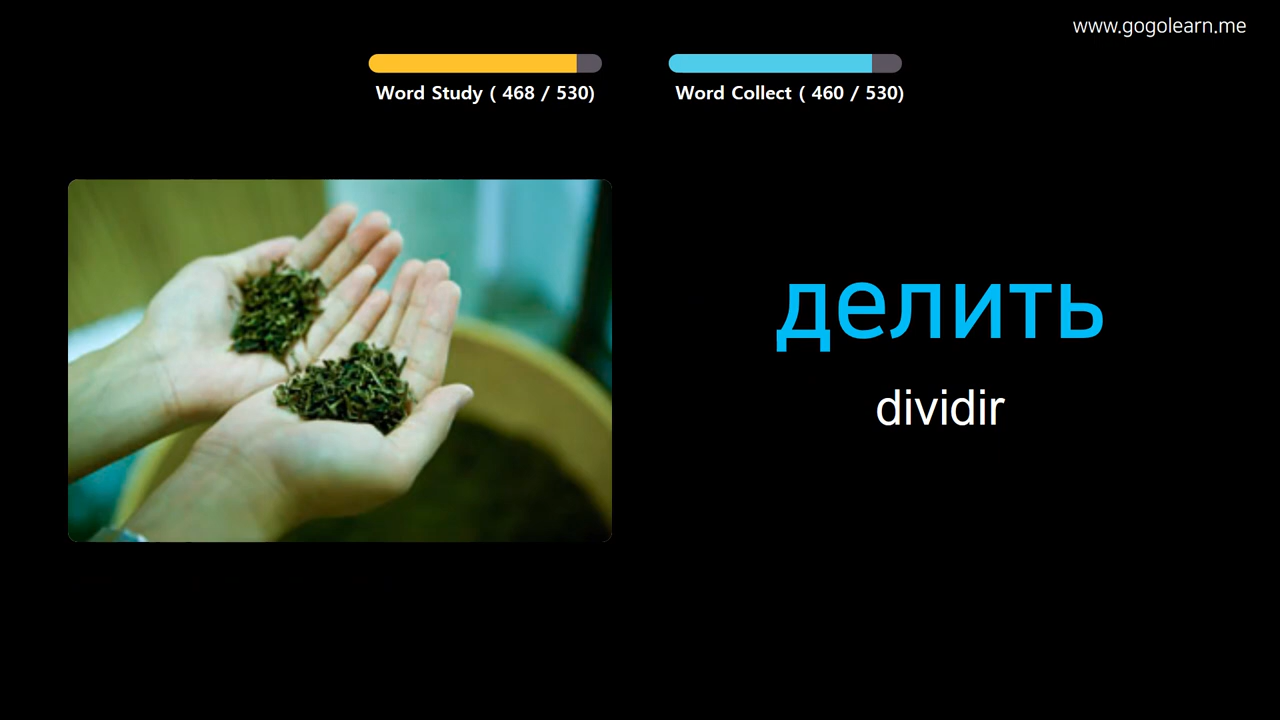 www.gogolearn.me
Word Study ( 468 / 530)
Word Collect ( 460 / 530)
делить
dividir